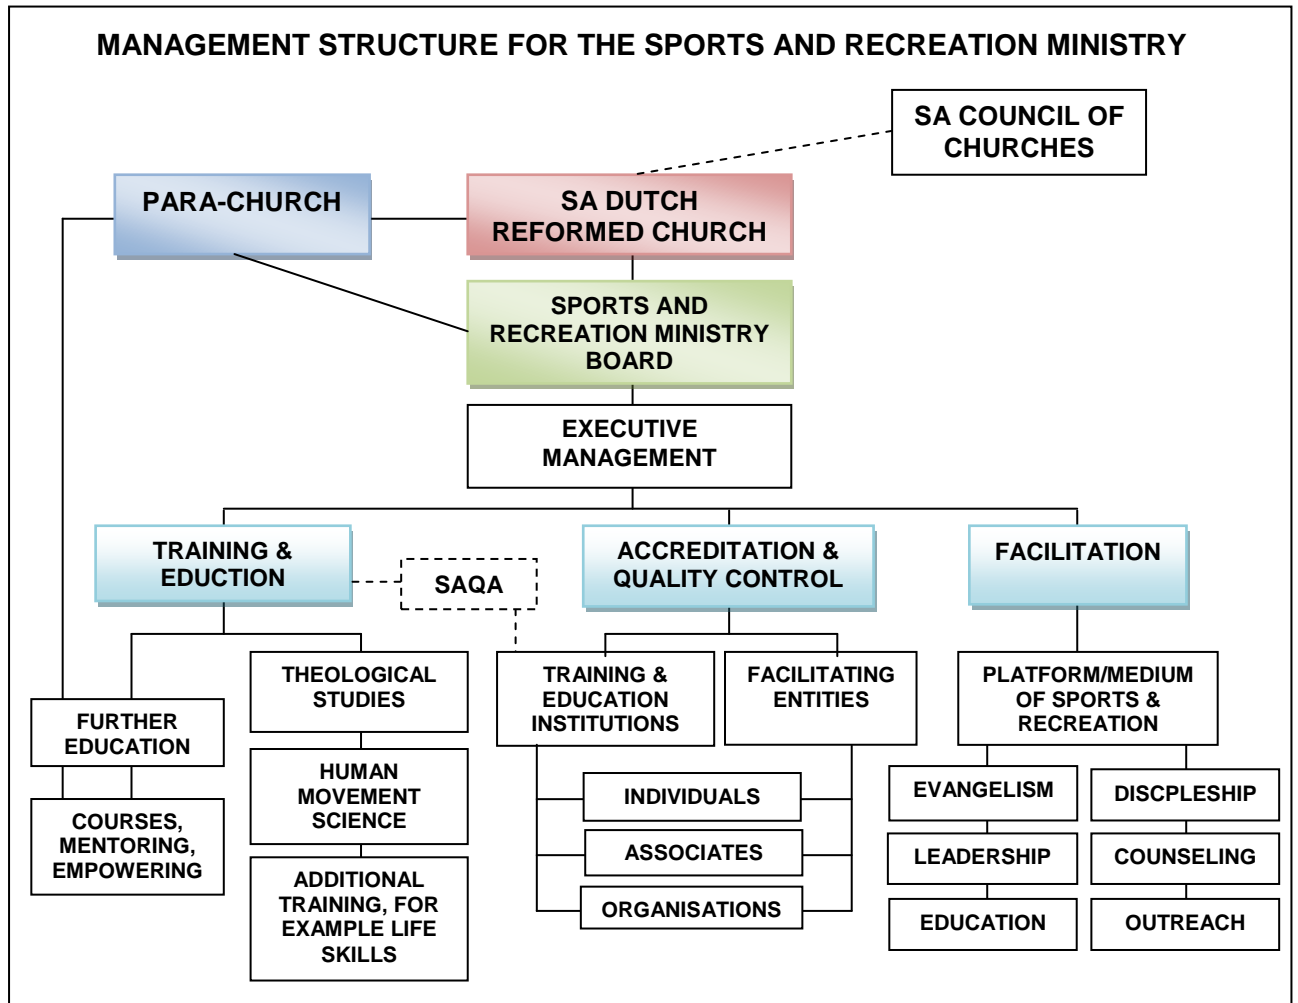 MANAGEMENT STRUCTURE FOR THE SPORTS AND RECREATION MINISTRY
SA COUNCIL OF
CHURCHES
PARA-CHURCH
SA DUTCH
REFORMED CHURCH
SPORTS AND
RECREATION MINISTRY
BOARD
EXECUTIVE
MANAGEMENT
TRAINING &
EDUCTION
SAQA
ACCREDITATION &
QUALITY CONTROL
FACILITATION
FURTHER
EDUCATION
COURSES,
MENTORING,
EMPOWERING
THEOLOGICAL
STUDIES
HUMAN
MOVEMENT
SCIENCE
ADDITIONAL
TRAINING, FOR
EXAMPLE LIFE
SKILLS
TRAINING &
EDUCATION
INSTITUTIONS
FACILITATING
ENTITIES
INDIVIDUALS
ASSOCIATES
ORGANISATIONS
PLATFORM/MEDIUM
OF SPORTS &
RECREATION
EVANGELISM
LEADERSHIP
EDUCATION
DISCPLESHIP
COUNSELING
OUTREACH